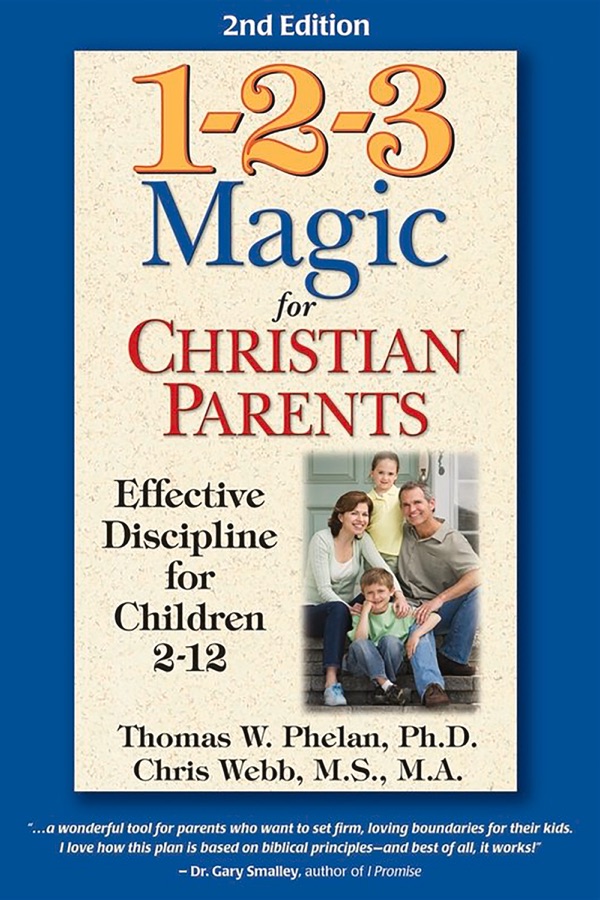 2nd Edition
1-2-3
Magic
for
CHRISTIAN
PARENTS
Effective
Discipline
for
Children
2-12
Thomas W. Phelan, Ph.D.
Chris Webb, M.S., M.A.
"...a wonderful tool for parents who want to set firm, loving boundaries for their kids.
I love how this plan is based on biblical principles—and best of all, it works!"
– Dr. Gary Smalley, author of I Promise